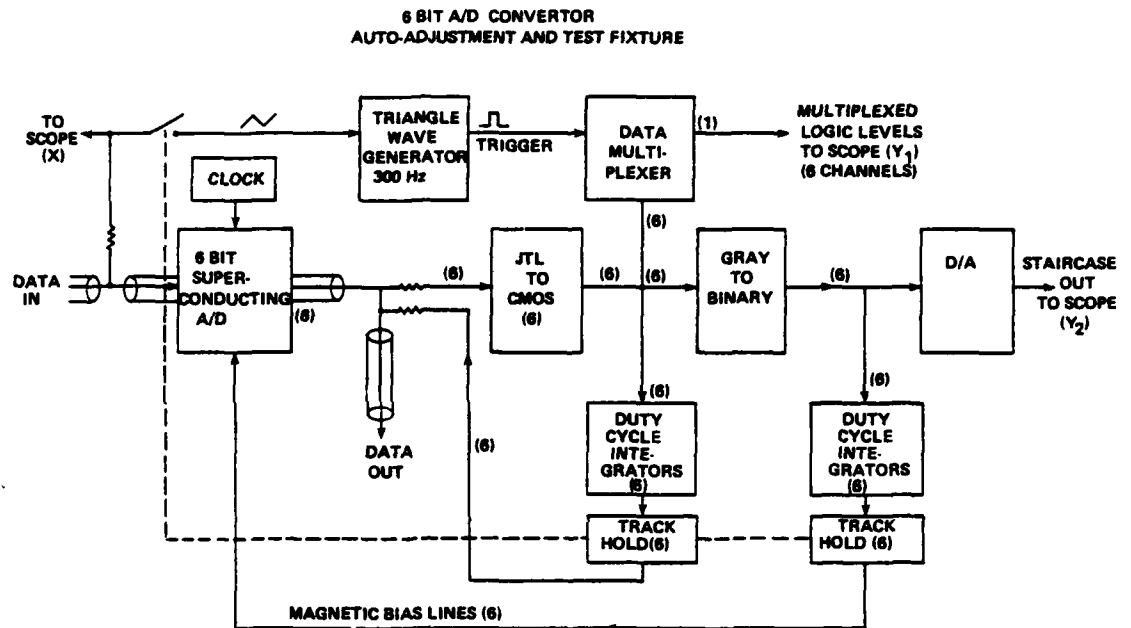 6 BIT A/D CONVERTOR
AUTO-ADJUSTMENT AND TEST FIXTURE
TO
SCOPE
(X)
TRIANGLE
WAVE
GENERATOR
300 Hz
TRIGGER
DATA
MULTI-
PLEXER
(1)
MULTIPLEXED
LOGIC LEVELS
TO SCOPE (Y1)
(6 CHANNELS)
CLOCK
(6)
DATA
IN
6 BIT
SUPER-
CONDUCTING
A/D
(6)
(6)
JTL
TO
CMOS
(6)
(6)
(6)
GRAY
TO
BINARY
(6)
D/A
STAIRCASE
OUT
TO SCOPE
(Y2)
DATA
OUT
(6)
(6)
DUTY
CYCLE
INTE-
GRATORS
(6)
(6)
DUTY
CYCLE
INTE-
GRATORS
(6)
TRACK
HOLD(6)
TRACK
HOLD (6)
MAGNETIC BIAS LINES (6)